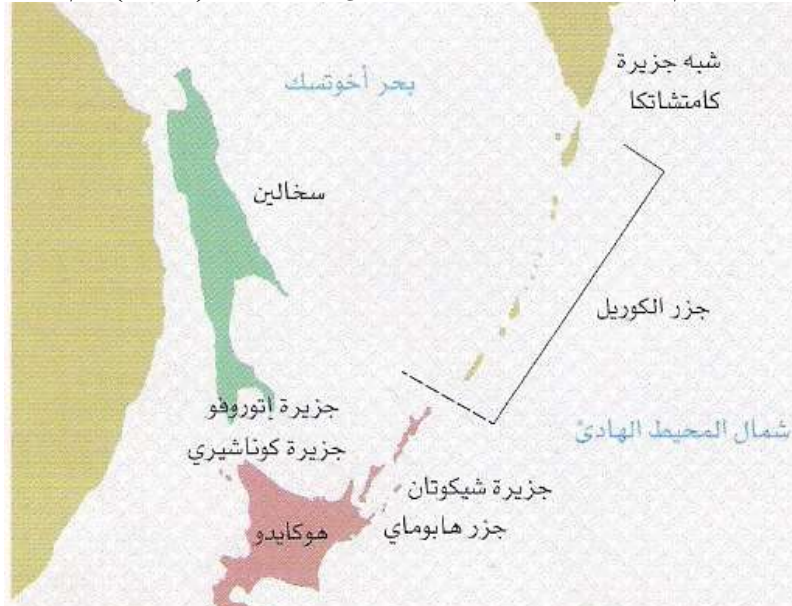 شبه جزيرة
كامتشاتكا
بحر أخوتسك
سخالين
جزر الكوريل
جزيرة إتوروفو
شمال المحيط الهادئ
جزيرة كوناشيري
جزيرة شيكوتان
جزر هابوماي
هوكايدو